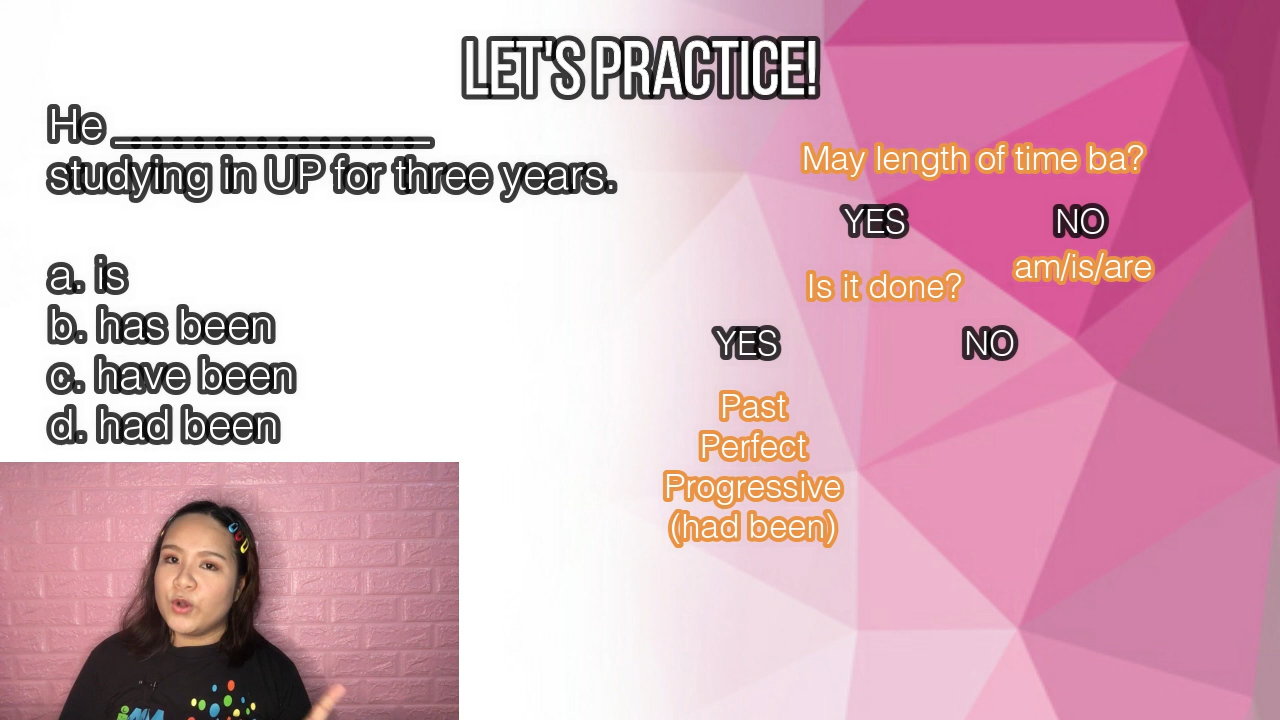 LET'S PRACTICE!
He _______________
studying in UP for three years.
a. is
b. has been
c. have been
d. had been
May length of time ba?
YES NO
am/is/are
Is it done?
YES NO
Past
Perfect
Progressive
(had been)